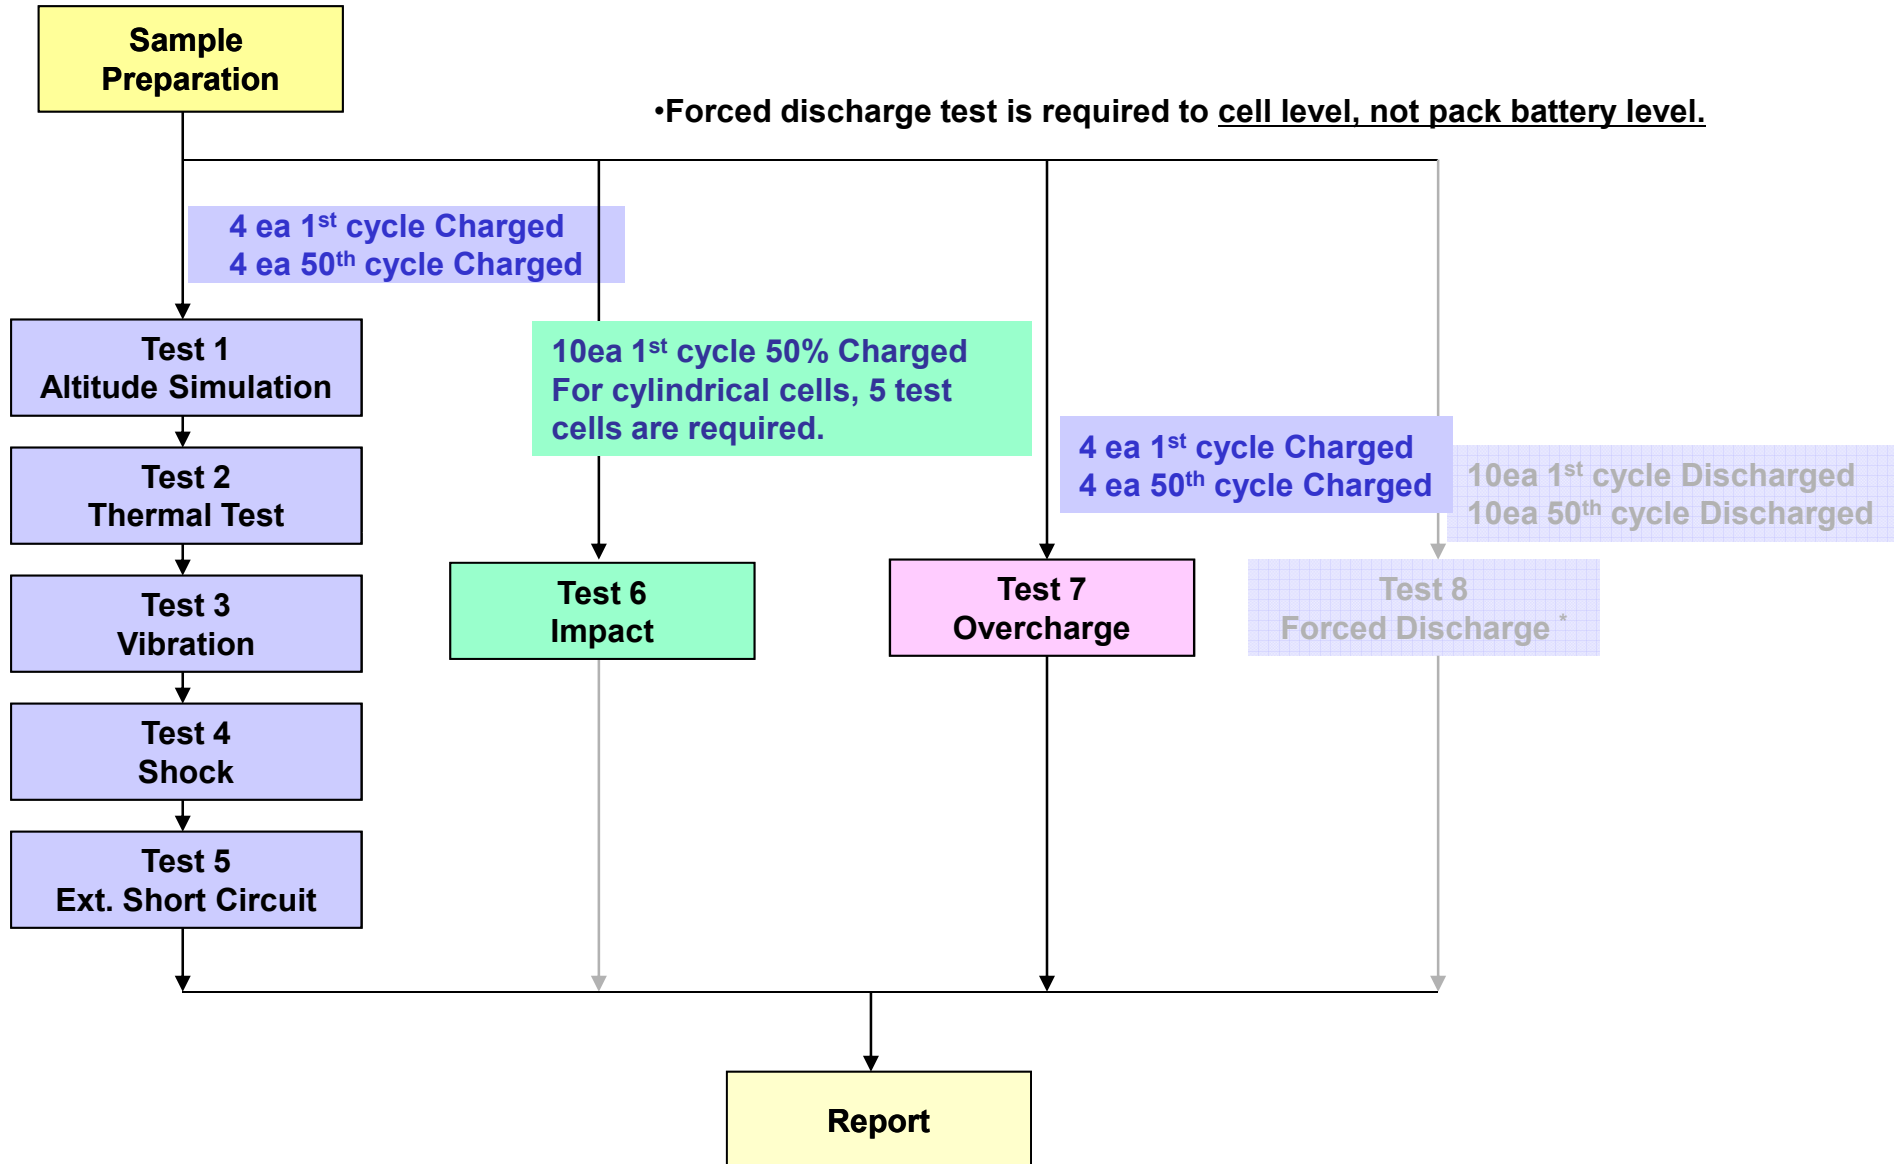 Sample
Preparation
•Forced discharge test is required to cell level, not pack battery level.
4 ea 1st cycle Charged
4 ea 50th cycle Charged
Test 1
Altitude Simulation
10ea 1st cycle 50% Charged
For cylindrical cells, 5 test
cells are required.
4 ea 1st cycle Charged
4 ea 50th cycle Charged
10ea 1st cycle Discharged
10ea 50th cycle Discharged
Test 2
Thermal Test
Test 3
Vibration
Test 6
Impact
Test 7
Overcharge
Test 8
Forced Discharge *
Test 4
Shock
Test 5
Ext. Short Circuit
Report